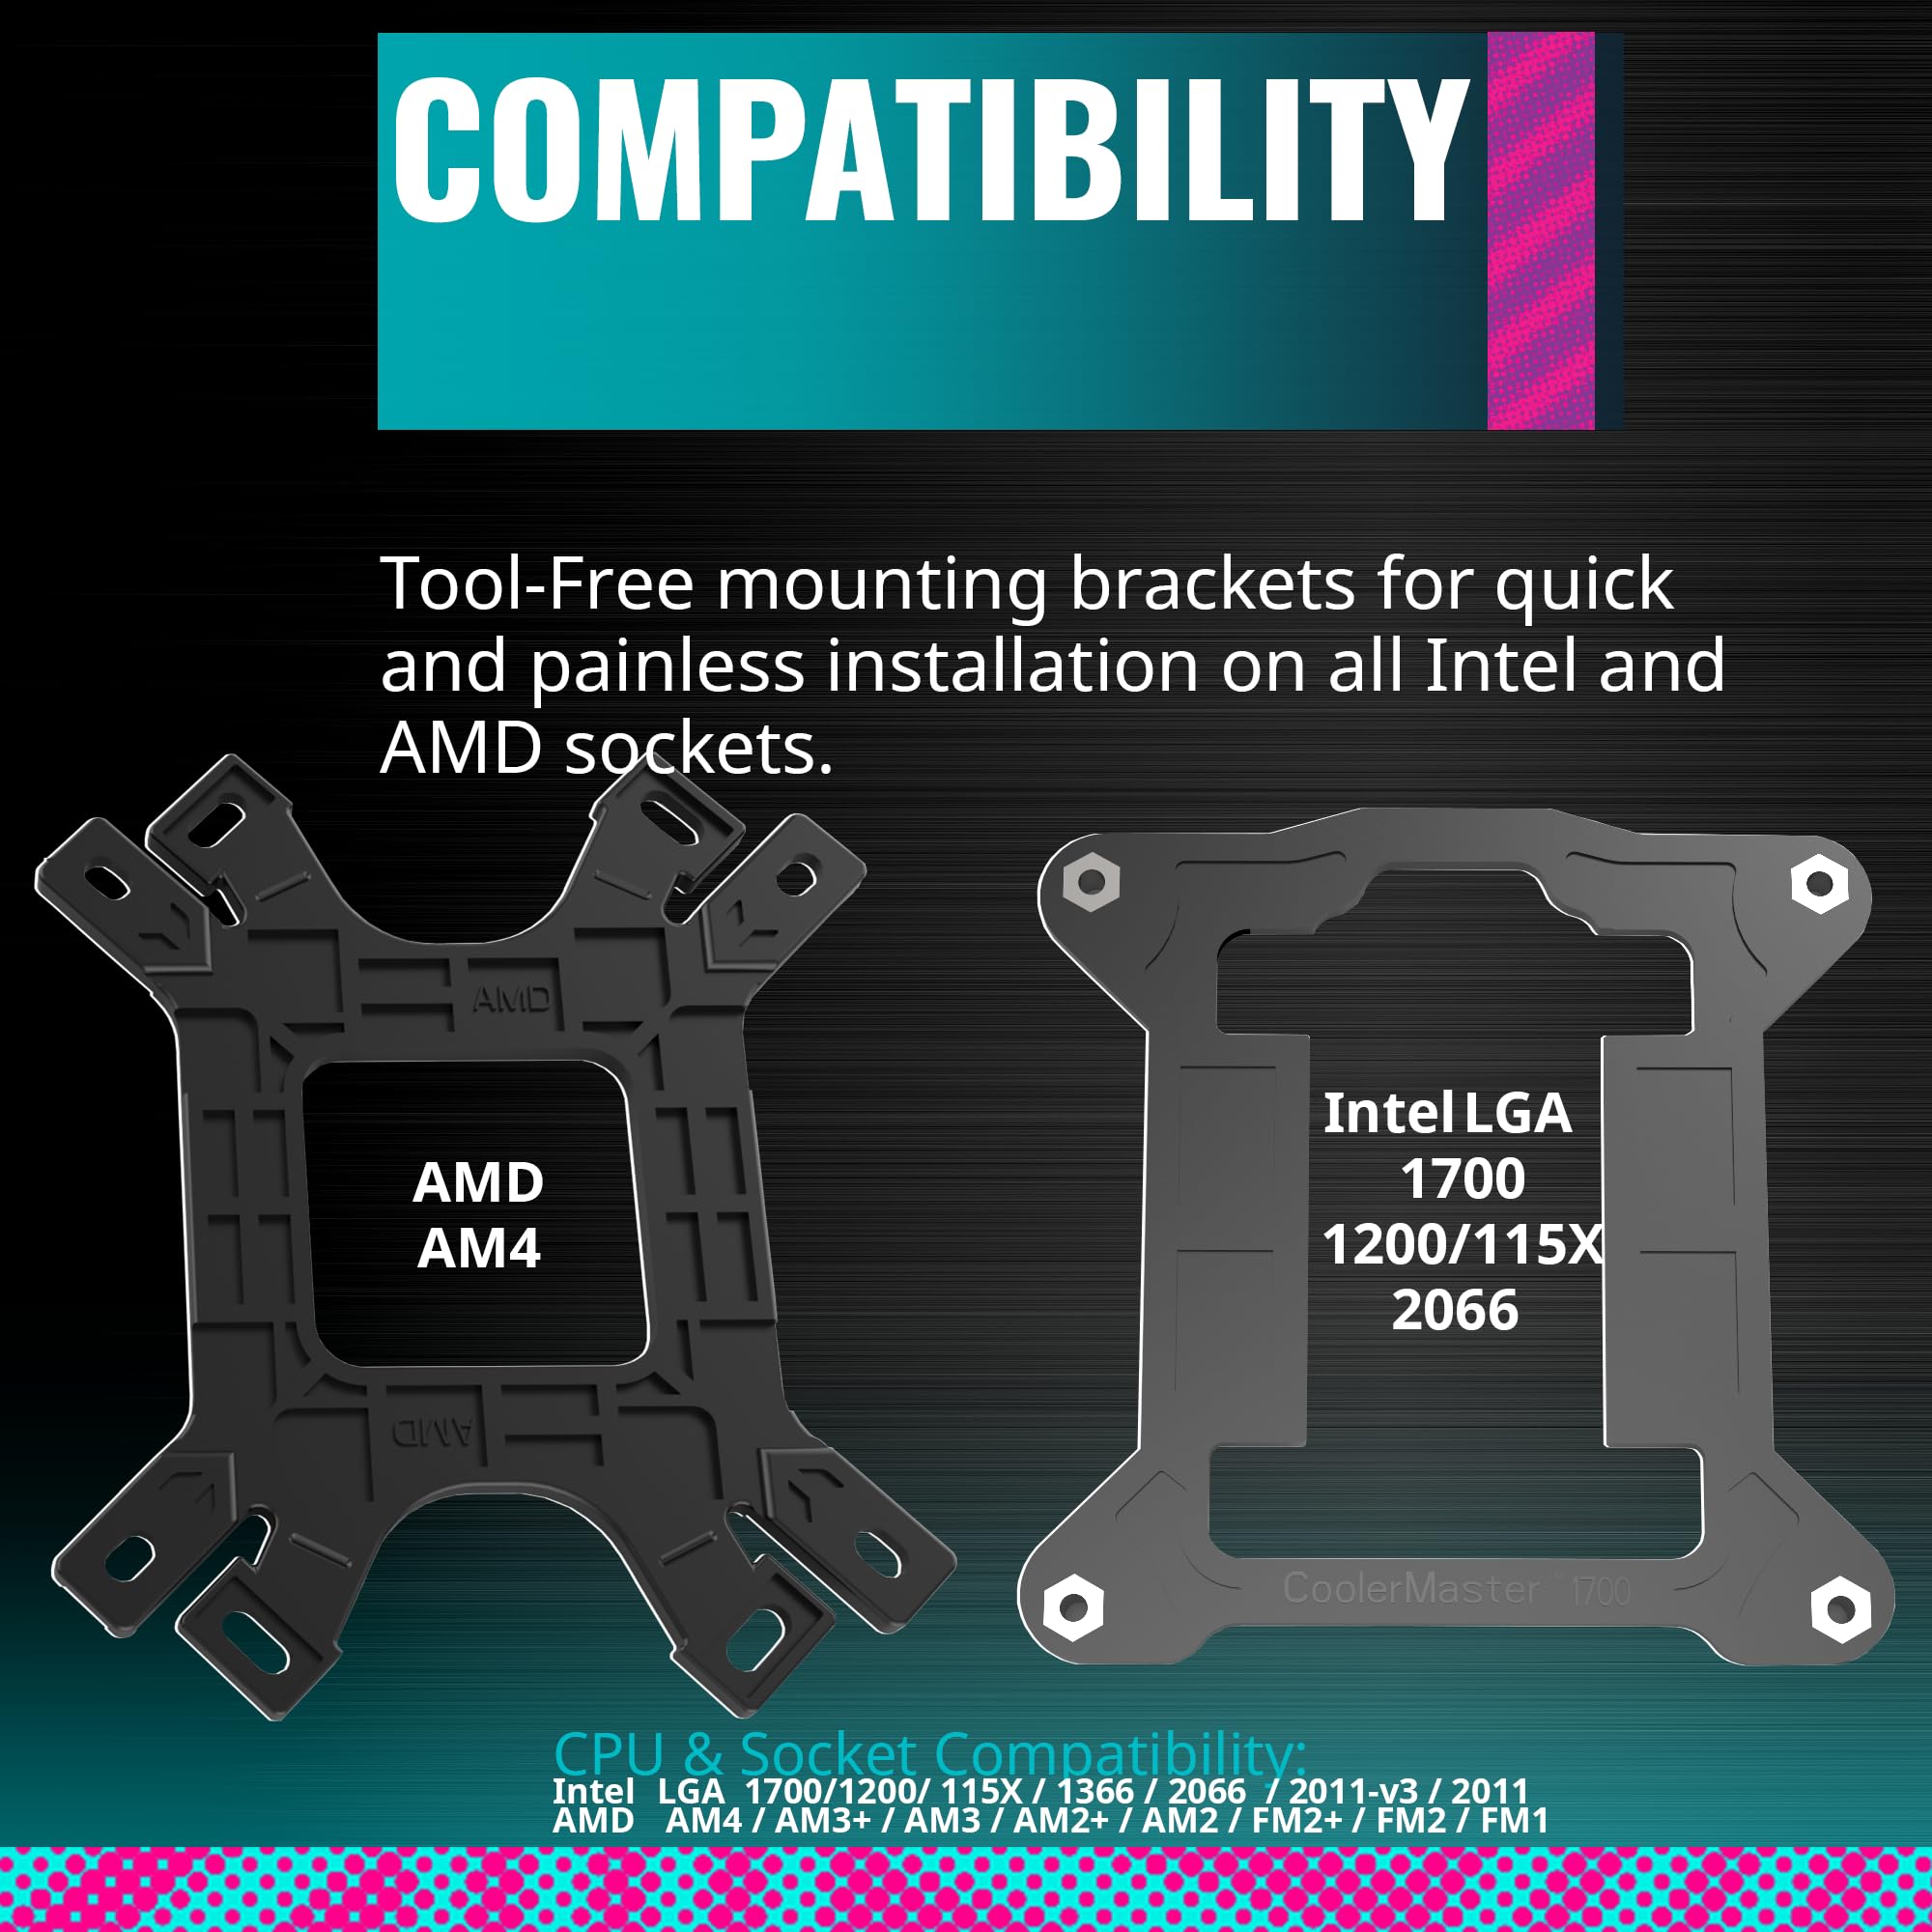 COMPATIBILITY
Tool-Free mounting brackets for quick
and painless installation on all Intel and
AMD sockets.
AMD
AMD
AM4
AMD
Intel LGA
1700
1200/115X
2066
CoolerMaster 1700
CPU & Socket Compatibility:
Intel LGA 1700/1200/ 115X / 1366 / 2066 / 2011-v3 / 2011
AMD AM4 / AM3+ / AM3 / AM2+ / AM2 / FM2+ / FM2 / FM1